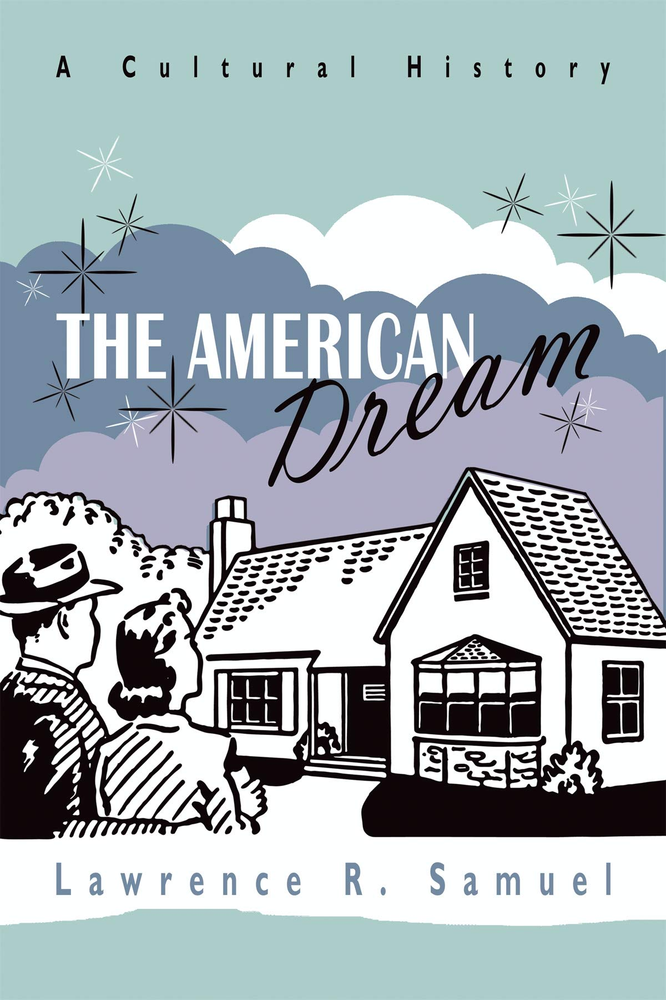 A Cultural History
THE AMERICAN
Dream
Lawrence R. Samuel